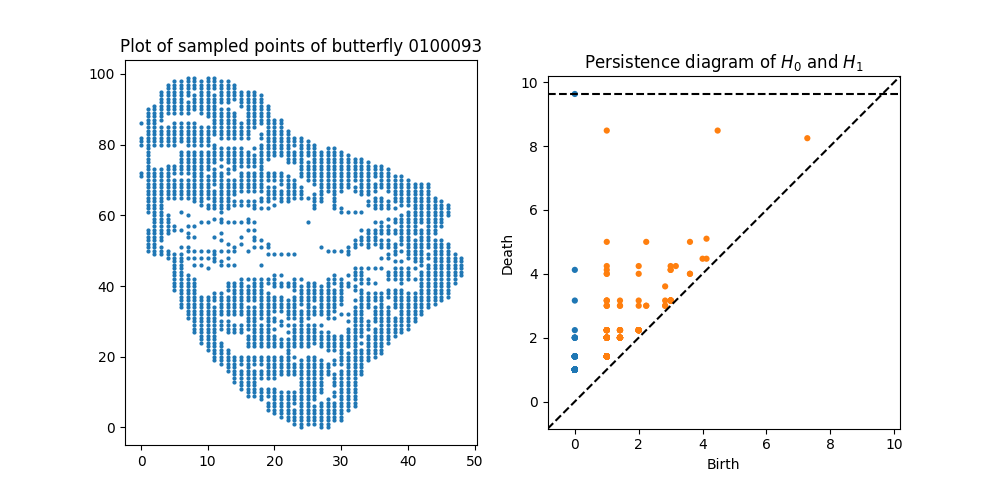 Plot of sampled points of butterfly 0100093
100
80
60
40
20
0
0 10 20 30 40 50
Persistence diagram of H₀ and H₁
10
8
6
4
2
0
Death
0 2 4 6 8 10
Birth